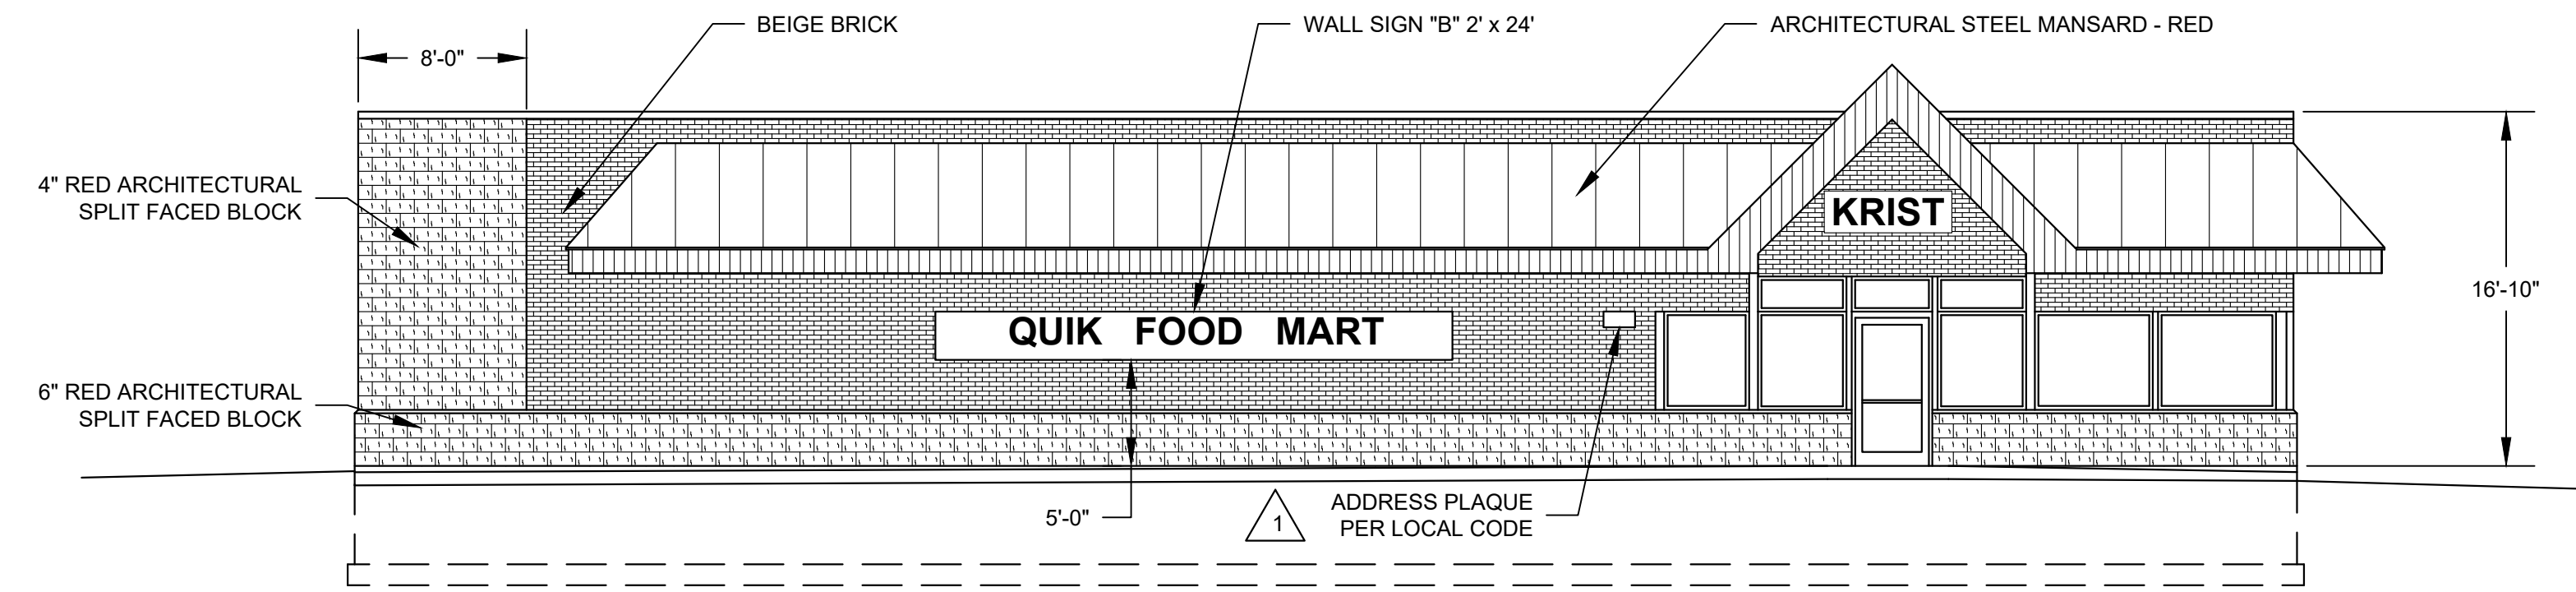 BEIGE BRICK
WALL SIGN "B" 2' x 24'
ARCHITECTURAL STEEL MANSARD - RED
8'-0"
4" RED ARCHITECTURAL
SPLIT FACED BLOCK
KRIST
16'-10"
QUIK FOOD MART
6" RED ARCHITECTURAL
SPLIT FACED BLOCK
5'-0"
1
ADDRESS PLAQUE
PER LOCAL CODE